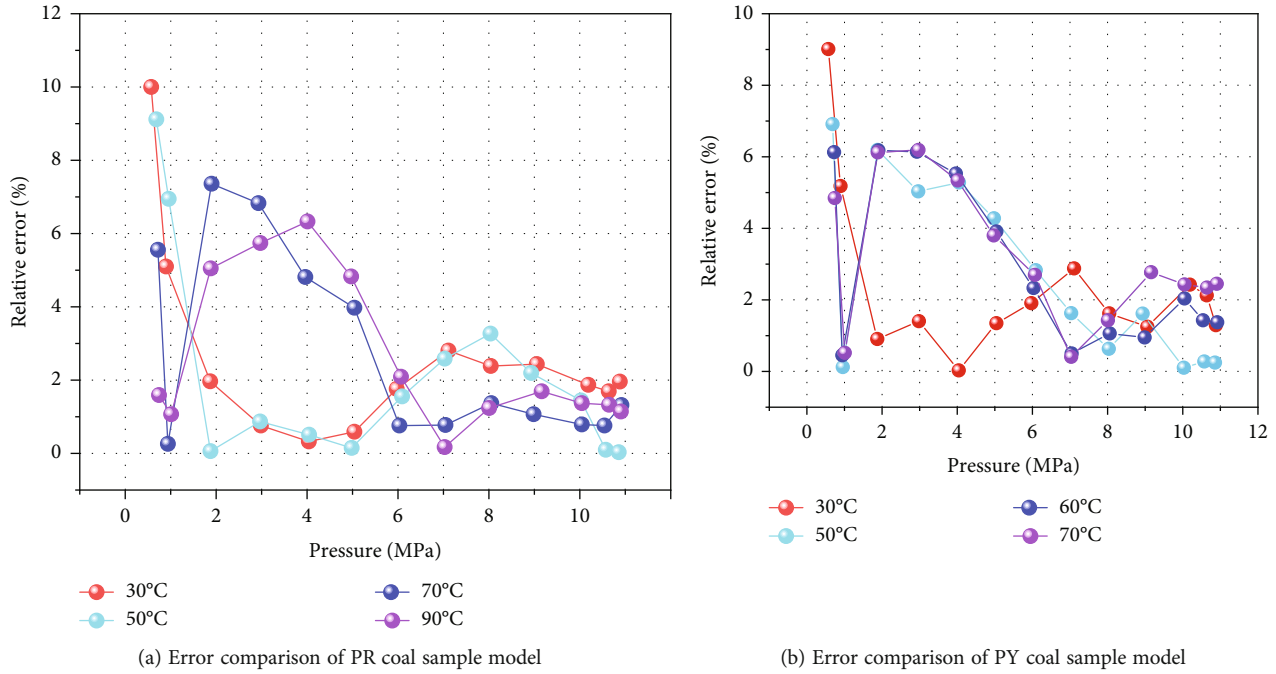 12
10
8
6
4
2
0
Relative error (%)
0 2 4 6 8 10
Pressure (MPa)
30°C 70°C
50°C 90°C
(a) Error comparison of PR coal sample model
10
8
6
4
2
0
Relative error (%)
0 2 4 6 8 10 12
Pressure (MPa)
30°C 60°C
50°C 70°C
(b) Error comparison of PY coal sample model